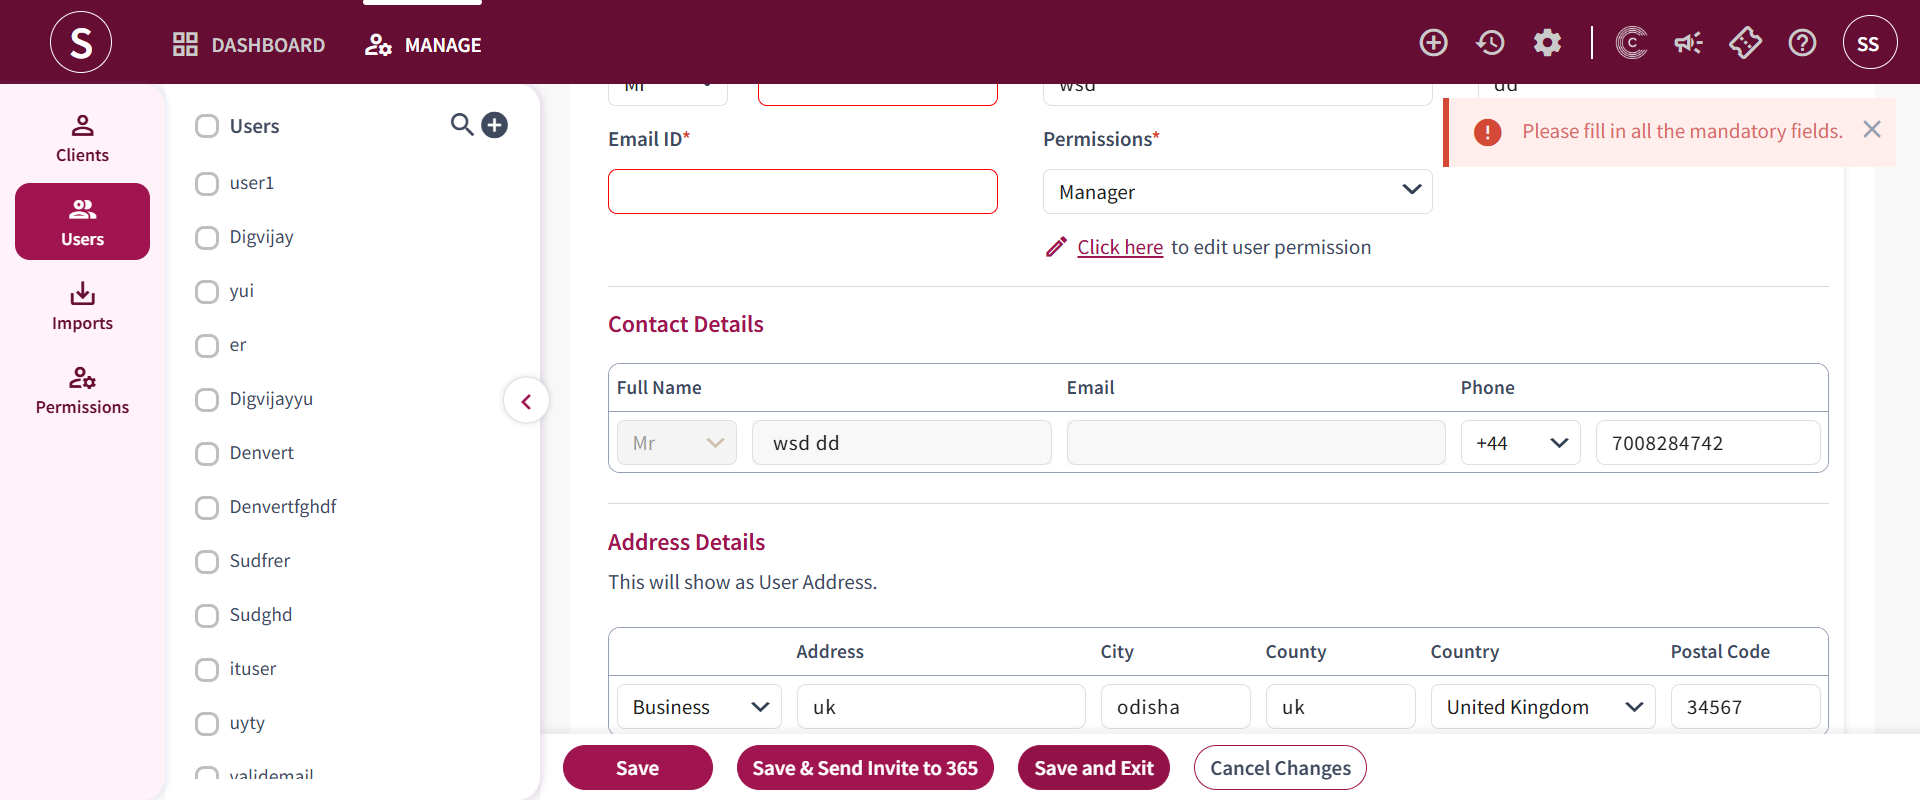 S DASHBOARD MANAGE C SS
Clients
Users
Imports
Permissions
Users
user1
Digvijay
yui
er
Digvijayyu
Denvert
Denvertfghdf
Sudfrer
Sudghd
ituser
uyty
validemail
Mr wsd dd
Please fill in all the mandatory fields.
Email ID* Permissions*
Manager
Click here to edit user permission
Contact Details
Full Name Email Phone
Mr wsd dd +44 7008284742
Address Details
This will show as User Address.
Address City County Country Postal Code
Business uk odisha uk United Kingdom 34567
Save Save & Send Invite to 365 Save and Exit Cancel Changes